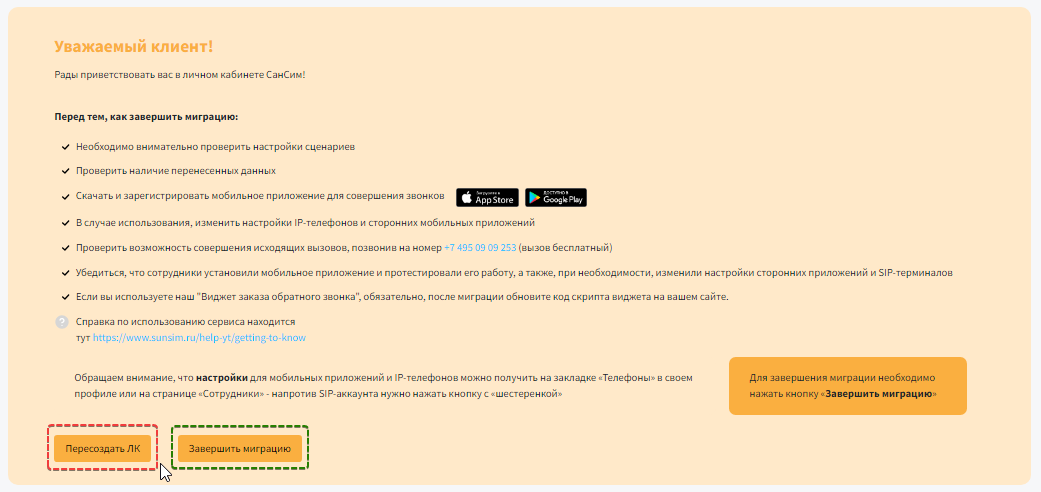 Уважаемый клиент!
Рады приветствовать вас в личном кабинете СанСим!
Перед тем, как завершить миграцию:
Необходимо внимательно проверить настройки сценариев
Проверить наличие перенесенных данных
Скачать и зарегистрировать мобильное приложение для совершения звонков
Загрузите в
App Store
ДОСТУПНО В
Google Play
В случае использования, изменить настройки IP-телефонов и сторонних мобильных приложений
Проверить возможность совершения исходящих вызовов, позвонив на номер +7 495 09 09 253 (вызов бесплатный)
Убедиться, что сотрудники установили мобильное приложение и протестировали его работу, а также, при необходимости, изменили настройки сторонних приложений и SIP-терминалов
Если вы используете наш "Виджет заказа обратного звонка", обязательно, после миграции обновите код скрипта виджета на вашем сайте.
? Справка по использованию сервиса находится
тут https://www.sunsim.ru/help-yt/getting-to-know
Обращаем внимание, что настройки для мобильных приложений и IP-телефонов можно получить на закладке «Телефоны» в своем
профиле или на странице «Сотрудники» - напротив SIP-аккаунта нужно нажать кнопку с «шестеренкой»
Для завершения миграции необходимо
нажать кнопку «Завершить миграцию»
Пересоздать ЛК
Завершить миграцию